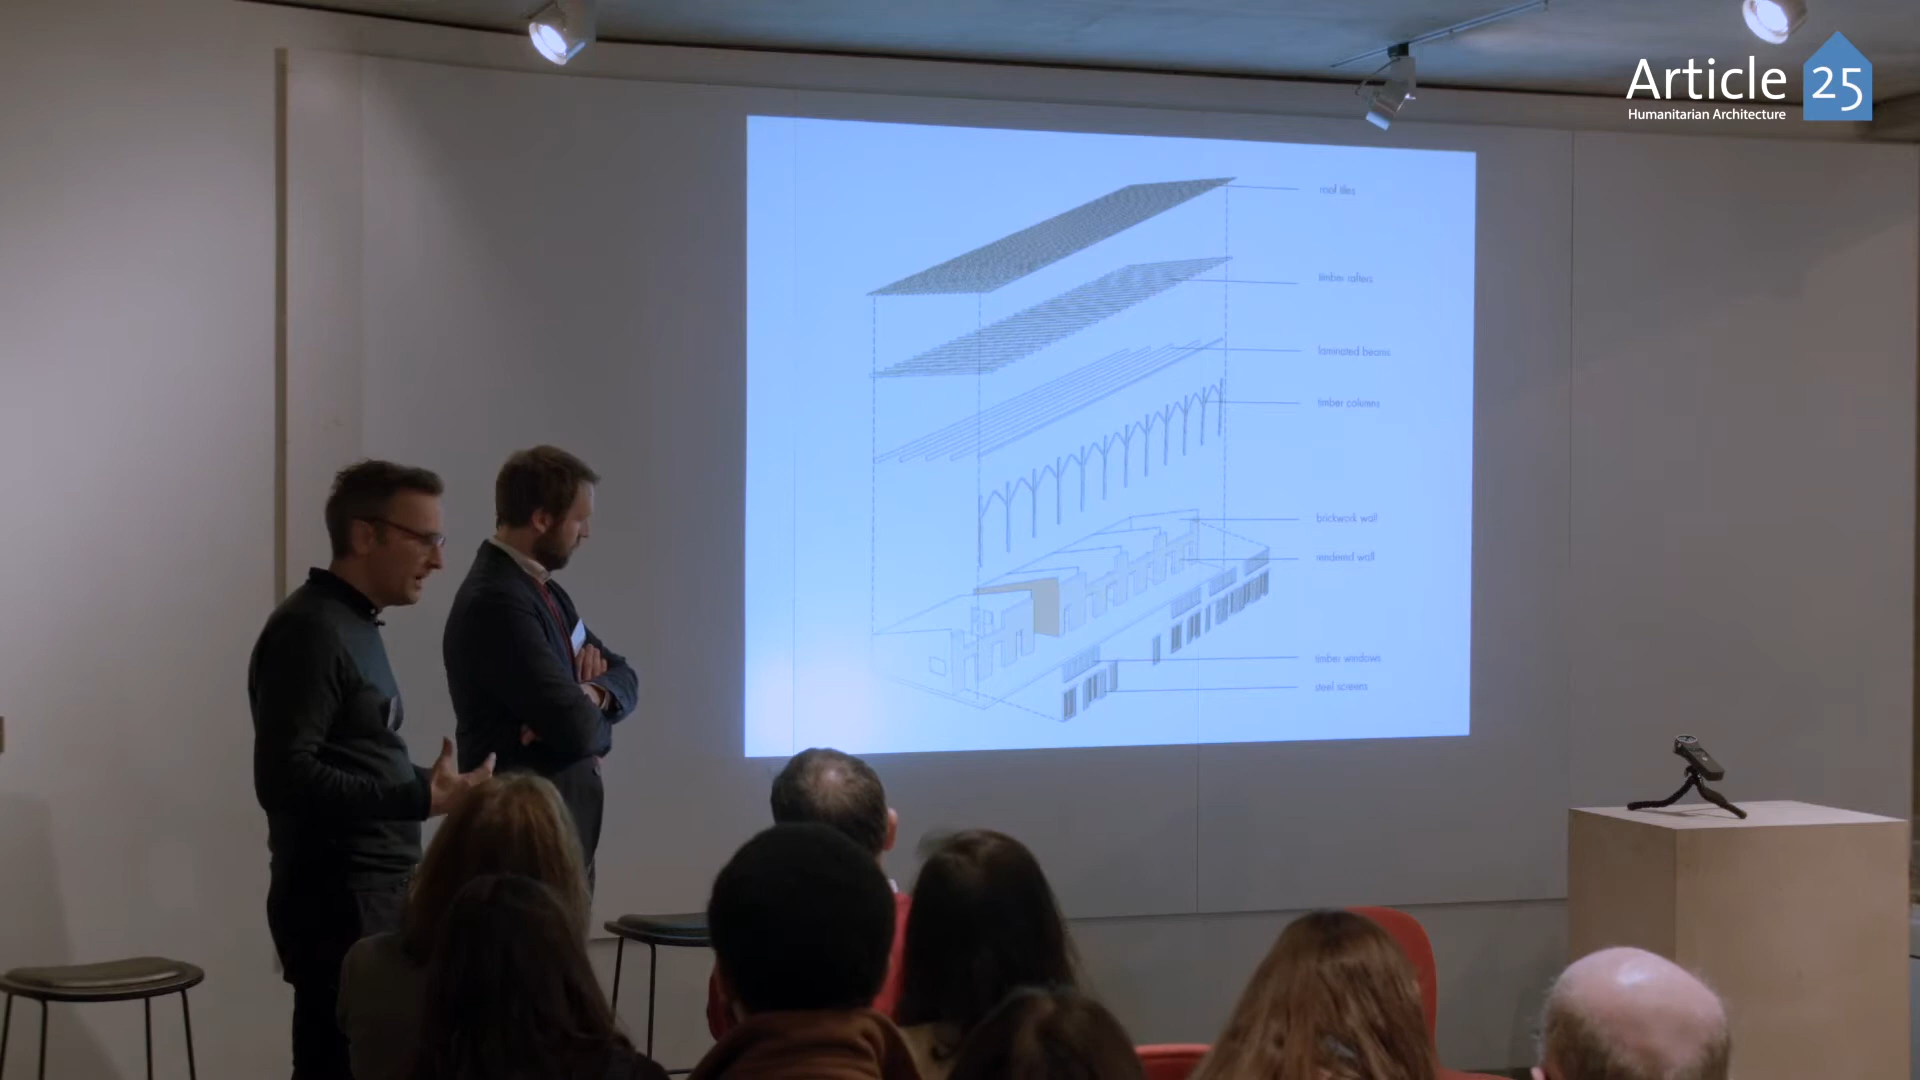 Article 25
Humanitarian Architecture
roof tiles
timber rafters
laminated beams
timber columns
brickwork wall
rendered wall
timber windows
steel screens